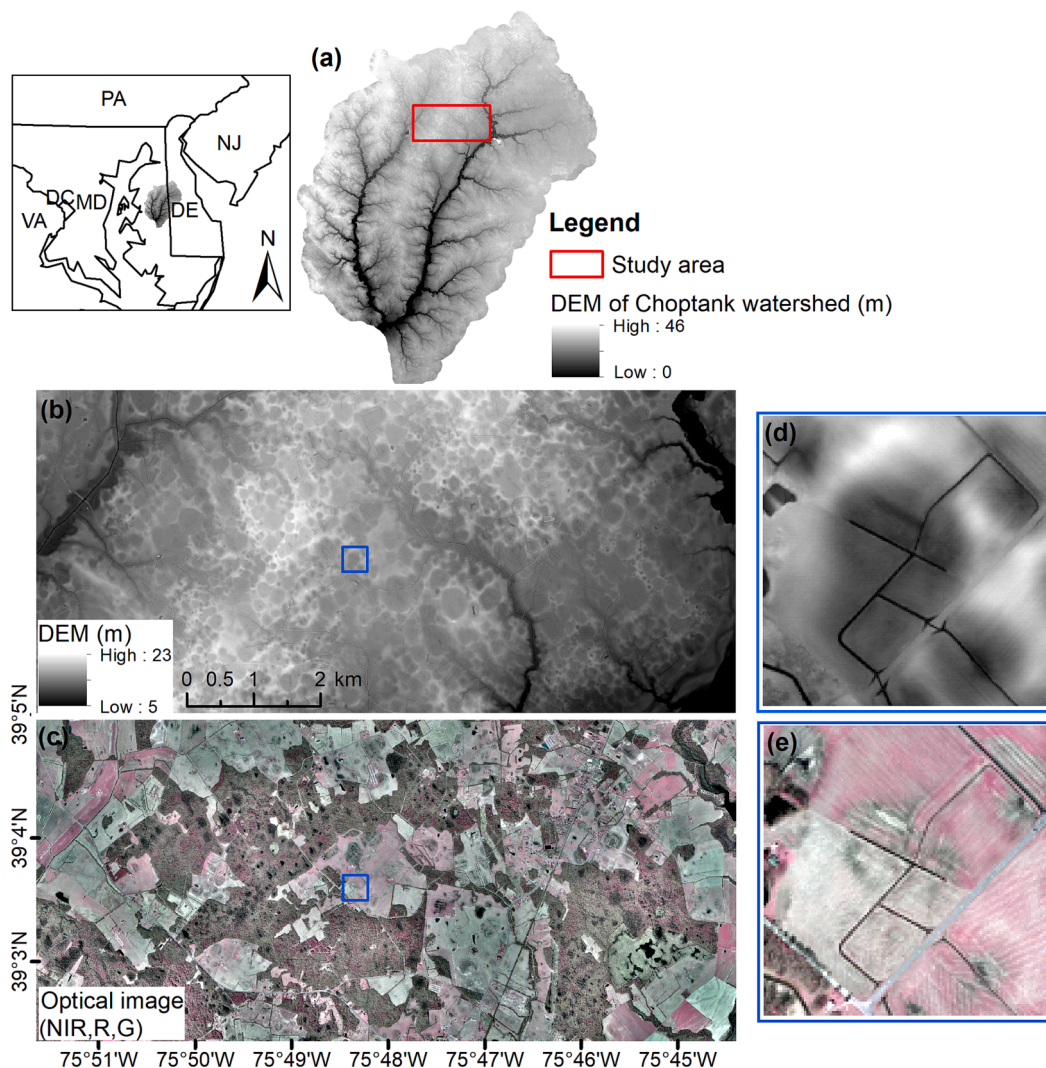 (a)
PA
NJ
DC
MD
VA
DE
N
Legend
Study area
DEM of Choptank watershed (m)
High : 46
Low : 0
(b)
DEM (m)
High : 23
Low : 5
0 0.5 1 2 km
(d)
39°5'N
(c)
39°4'N
39°3'N
Optical image
(NIR,R,G)
(e)
75°51'W 75°50'W 75°49'W 75°48'W 75°47'W 75°46'W 75°45'W